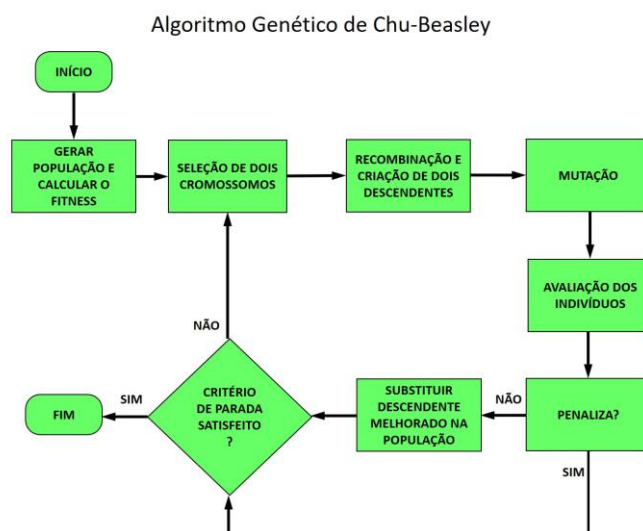 Algoritmo Genético de Chu-Beasley
INÍCIO
GERAR
POPULAÇÃO E
CALCULAR O
FITNESS
SELEÇÃO DE DOIS
CROMOSSOMOS
RECOMBINAÇÃO E
CRIAÇÃO DE DOIS
DESCENDENTES
MUTAÇÃO
AVALIAÇÃO DOS
INDIVÍDUOS
PENALIZA?
NÃO
SIM
SUBSTITUIR
DESCENDENTE
MELHORADO NA
POPULAÇÃO
CRITÉRIO
DE PARADA
SATISFEITO
?
NÃO
SIM
FIM